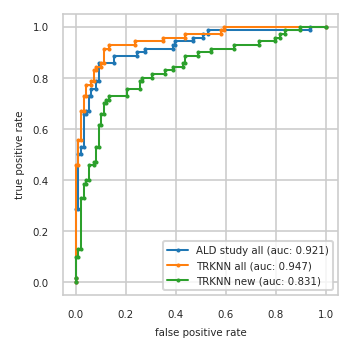 1.0
0.8
0.6
0.4
0.2
0.0
true positive rate
ALD study all (auc: 0.921)
TRKNN all (auc: 0.947)
TRKNN new (auc: 0.831)
0.0 0.2 0.4 0.6 0.8 1.0
false positive rate